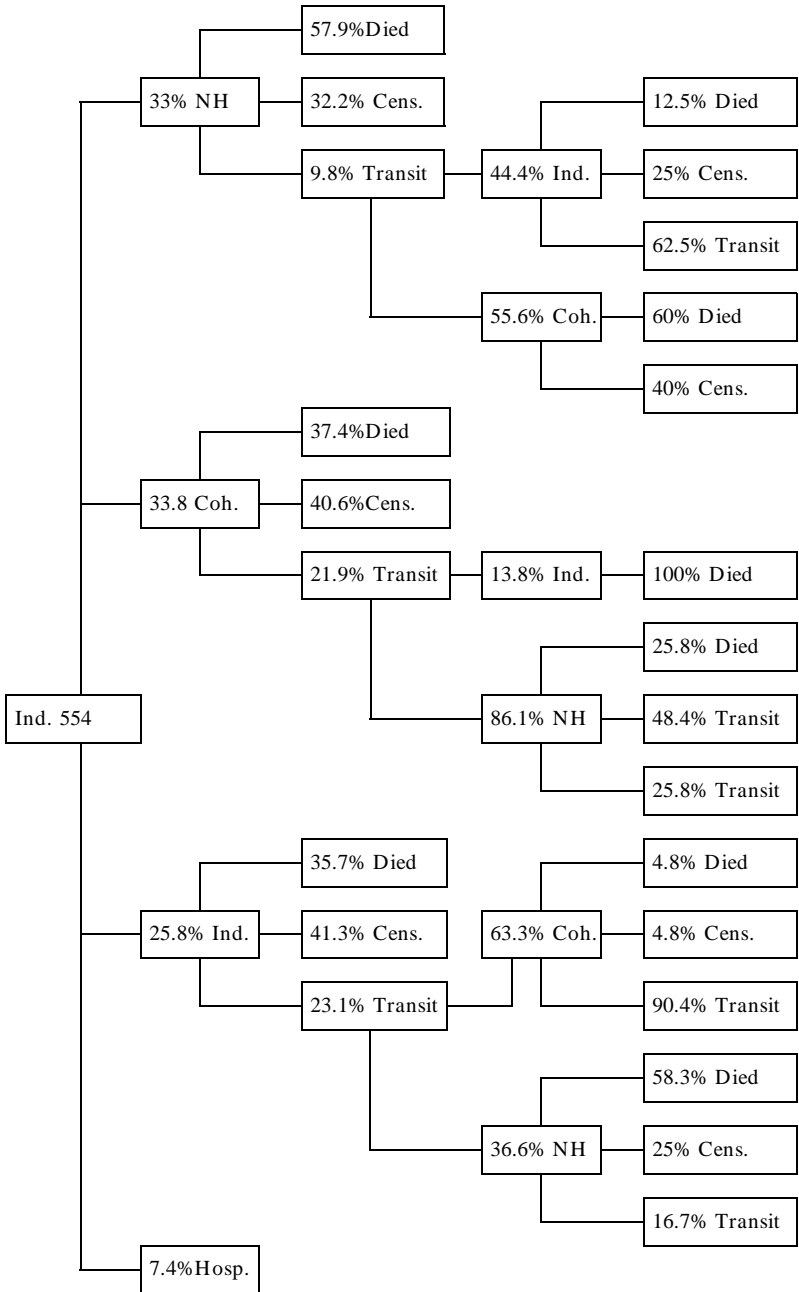 57.9%Died
33% NH
32.2% Cens.
12.5% Died
9.8% Transit
44.4% Ind.
25% Cens.
62.5% Transit
55.6% Coh.
60% Died
40% Cens.
37.4%Died
33.8 Coh.
40.6%Cens.
21.9% Transit
13.8% Ind.
100% Died
25.8% Died
Ind. 554
86.1% NH
48.4% Transit
25.8% Transit
35.7% Died
4.8% Died
25.8% Ind.
41.3% Cens.
63.3% Coh.
4.8% Cens.
23.1% Transit
90.4% Transit
58.3% Died
36.6% NH
25% Cens.
16.7% Transit
7.4%Hosp.